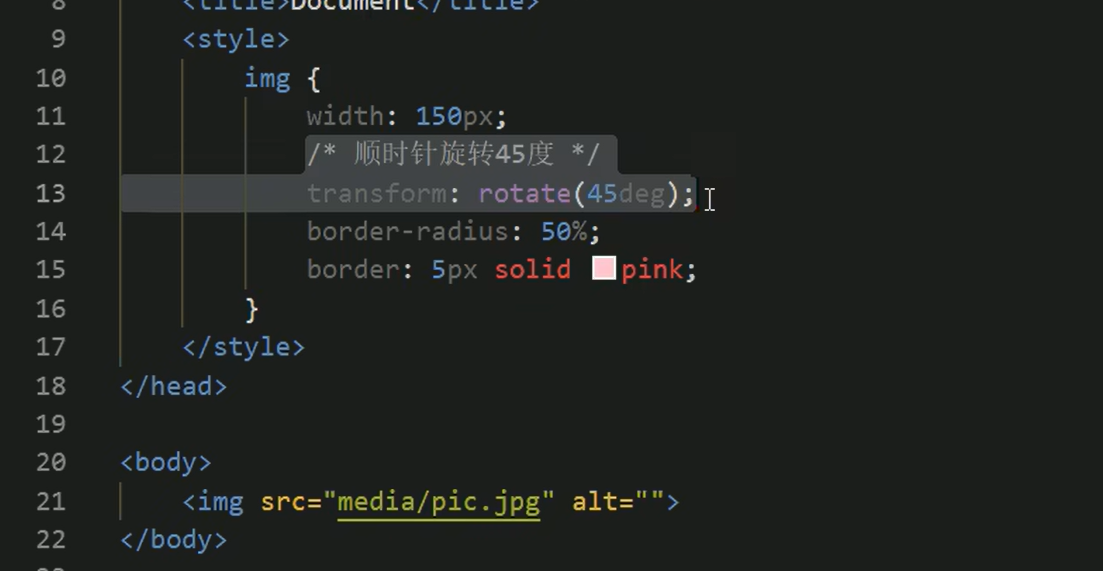 8 <title>Document</title>
9 <style>
10 img {
11 width: 150px;
12 /* 顺时针旋转45度 */
13 transform: rotate(45deg);
14 border-radius: 50%;
15 border: 5px solid pink;
16 }
17 </style>
18 </head>
19
20 <body>
21 <img src="media/pic.jpg" alt="">
22 </body>